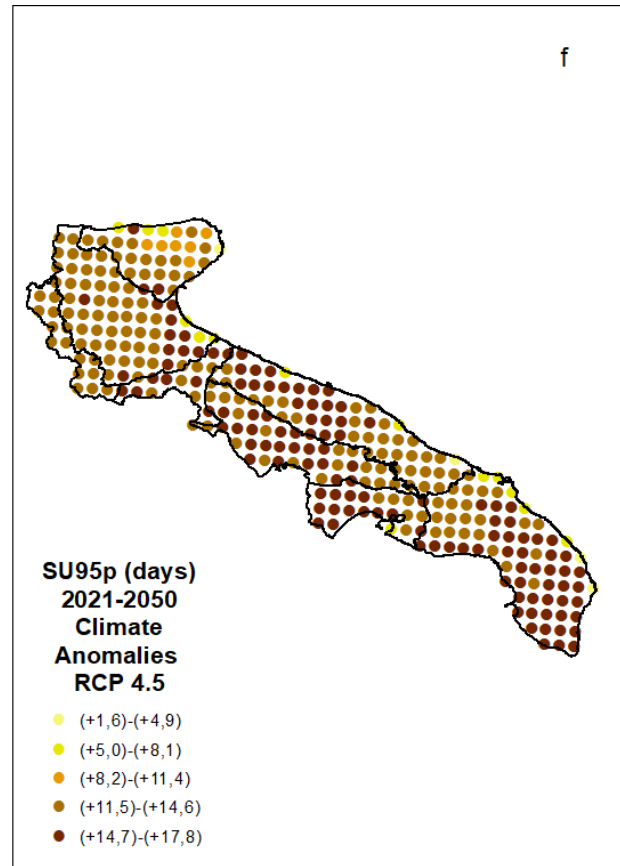 f
SU95p (days)
2021-2050
Climate
Anomalies
RCP 4.5
(+1,6)-(+4,9)
(+5,0)-(+8,1)
(+8,2)-(+11,4)
(+11,5)-(+14,6)
(+14,7)-(+17,8)